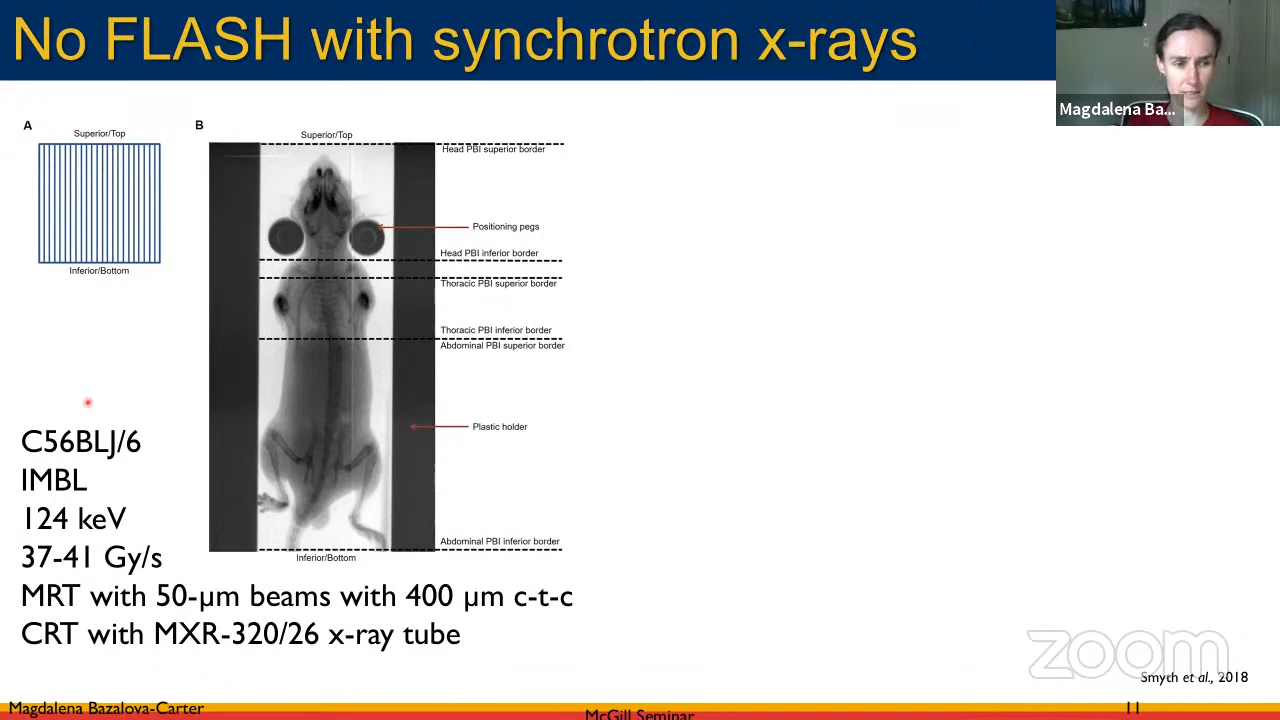 No FLASH with synchrotron x-rays
Magdalena Ba...
A
Superior/Top
Inferior/Bottom
B
Superior/Top
Head PBI superior border
Positioning pegs
Head PBI inferior border
Thoracic PBI superior border
Thoracic PBI inferior border
Abdominal PBI superior border
Plastic holder
Abdominal PBI inferior border
Inferior/Bottom
C56BLJ/6
IMBL
124 keV
37-41 Gy/s
MRT with 50-µm beams with 400 µm c-t-c
CRT with MXR-320/26 x-ray tube
zoom
Smyth et al., 2018
Magdalena Bazalova-Carter
McGill Seminar
11